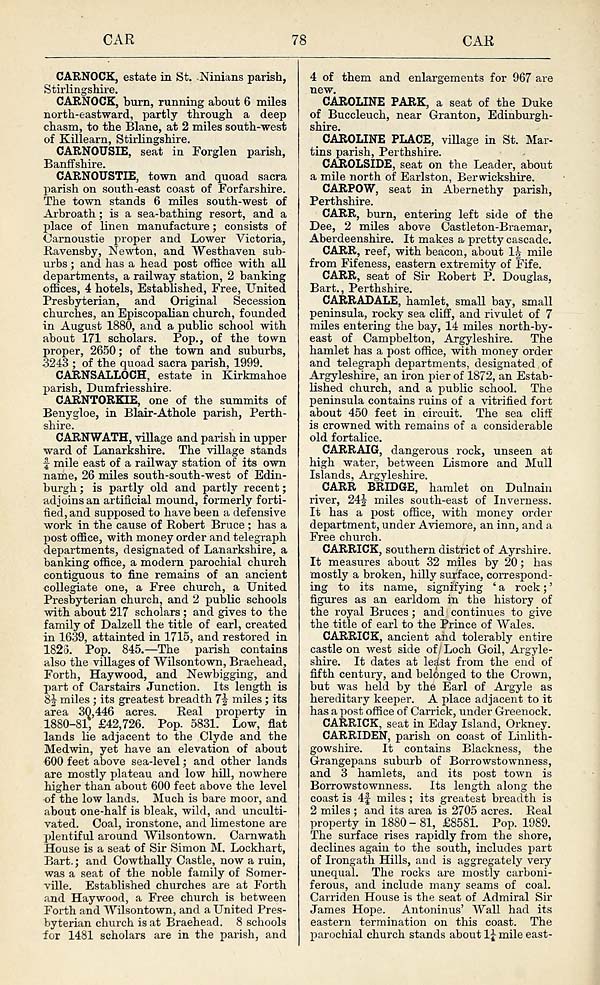 CAR 78 CAR
CARNOCK, estate in St. Ninians parish,
Stirlingshire.
CARNOCK, burn, running about 6 miles
north-eastward, partly through a deep
chasm, to the Blane, at 2 miles south-west
of Killearn, Stirlingshire.
CARNOUSIE, seat in Forglen parish,
Banffshire.
CARNOUSTIE, town and quoad sacra
parish on south-east coast of Forfarshire.
The town stands 6 miles south-west of
Arbroath; is a sea-bathing resort, and a
place of linen manufacture; consists of
Carnoustie proper and Lower Victoria,
Ravensby, Newton, and Westhaven sub-
urbs; and has a head post office with all
departments, a railway station, 2 banking
offices, 4 hotels, Established, Free, United
Presbyterian, and Original Secession
churches, an Episcopalian church, founded
in August 1880, and a public school with
about 171 scholars. Pop., of the town
proper, 2650; of the town and suburbs,
3243; of the quoad sacra parish, 1999.
CARNSALLOCH, estate in Kirkmahoe
parish, Dumfriesshire.
CARNTORKIE, one of the summits of
Benygloe, in Blair-Athole parish, Perth-
shire.
CARNWATH, village and parish in upper
ward of Lanarkshire. The village stands
¾ mile east of a railway station of its own
name, 26 miles south-south-west of Edin-
burgh; is partly old and partly recent;
adjoins an artificial mound, formerly forti-
fied, and supposed to have been a defensive
work in the cause of Robert Bruce; has a
post office, with money order and telegraph
departments, designated of Lanarkshire, a
banking office, a modern parochial church
contiguous to fine remains of an ancient
collegiate one, a Free church, a United
Presbyterian church, and 2 public schools
with about 217 scholars; and gives to the
family of Dalzell the title of earl, created
in 1639, attainted in 1715, and restored in
1826. Pop. 845.—The parish contains
also the villages of Wilsontown, Braehead,
Forth, Haywood, and Newbigging, and
part of Carstairs Junction. Its length is
8½ miles; its greatest breadth 7½ miles; its
area 30,446 acres. Real property in
1880-81, £42,726. Pop. 5831. Low, flat
lands lie adjacent to the Clyde and the
Medwin, yet have an elevation of about
600 feet above sea-level; and other lands
are mostly plateau and low hill, nowhere
higher than about 600 feet above the level
of the low lands. Much is bare moor, and
about one-half is bleak, wild, and unculti-
vated. Coal, ironstone, and limestone are
plentiful around Wilsontown. Carnwath
House is a seat of Sir Simon M. Lockhart,
Bart.; and Cowthally Castle, now a ruin,
was a seat of the noble family of Somer-
ville. Established churches are at Forth
and Haywood, a Free church is between
Forth and Wilsontown, and a United Pres-
byterian church is at Braehead. 8 schools
for 1481 scholars are in the parish, and
4 of them and enlargements for 967 are
new.
CAROLINE PARK, a seat of the Duke
of Buccleuch, near Granton, Edinburgh-
shire.
CAROLINE PLACE, village in St. Mar-
tins parish, Perthshire.
CAROLSIDE, seat on the Leader, about
a mile north of Earlston, Berwickshire.
CARPOW, seat in Abernethy parish,
Perthshire.
CARR, burn, entering left side of the
Dee, 2 miles above Castleton-Braemar,
Aberdeenshire. It makes a pretty cascade.
CARR, reef, with beacon, about 1½ mile
from Fifeness, eastern extremity of Fife.
CARR, seat of Sir Robert P. Douglas,
Bart., Perthshire.
CARRADALE, hamlet, small bay, small
peninsula, rocky sea cliff, and rivulet of 7
miles entering the bay, 14 miles north-by-
east of Campbelton, Argyleshire. The
hamlet has a post office, with money order
and telegraph departments, designated of
Argyleshire, an iron pier of 1872, an Estab-
lished church, and a public school. The
peninsula contains ruins of a vitrified fort
about 450 feet in circuit. The sea cliff
is crowned with remains of a considerable
old fortalice.
CARRAIG, dangerous rock, unseen at
high water, between Lismore and Mull
Islands, Argyleshire.
CARR BRIDGE, hamlet on Dulnain
river, 24½ miles south-east of Inverness.
It has a post office, with money order
department, under Aviemore, an inn, and a
Free church.
CARRICK, southern district of Ayrshire.
It measures about 32 miles by 20; has
mostly a broken, hilly surface, correspond-
ing to its name, signifying 'a rock;'
figures as an earldom in the history of
the royal Bruces; and continues to give
the title of earl to the Prince of Wales.
CARRICK, ancient and tolerably entire
castle on west side of Loch Goil, Argyle-
shire. It dates at least from the end of
fifth century, and belonged to the Crown,
but was held by the Earl of Argyle as
hereditary keeper. A place adjacent to it
has a post office of Carrick, under Greenock.
CARRICK, seat in Eday Island, Orkney.
CARRIDEN, parish on coast of Linlith-
gowshire. It contains Blackness, the
Grangepans suburb of Borrowstownness,
and 3 hamlets, and its post town is
Borrowstownness. Its length along the
coast is 4¾ miles; its greatest breadth is
2 miles; and its area is 2705 acres. Real
property in 1880-81, £8581. Pop. 1989.
The surface rises rapidly from the shore,
declines again to the south, includes part
of Irongath Hills, and is aggregately very
unequal. The rocks are mostly carboni-
ferous, and include many seams of coal.
Carriden House is the seat of Admiral Sir
James Hope. Antoninus' Wall had its
eastern termination on this coast. The
parochial church stands about 1¼ mile east-